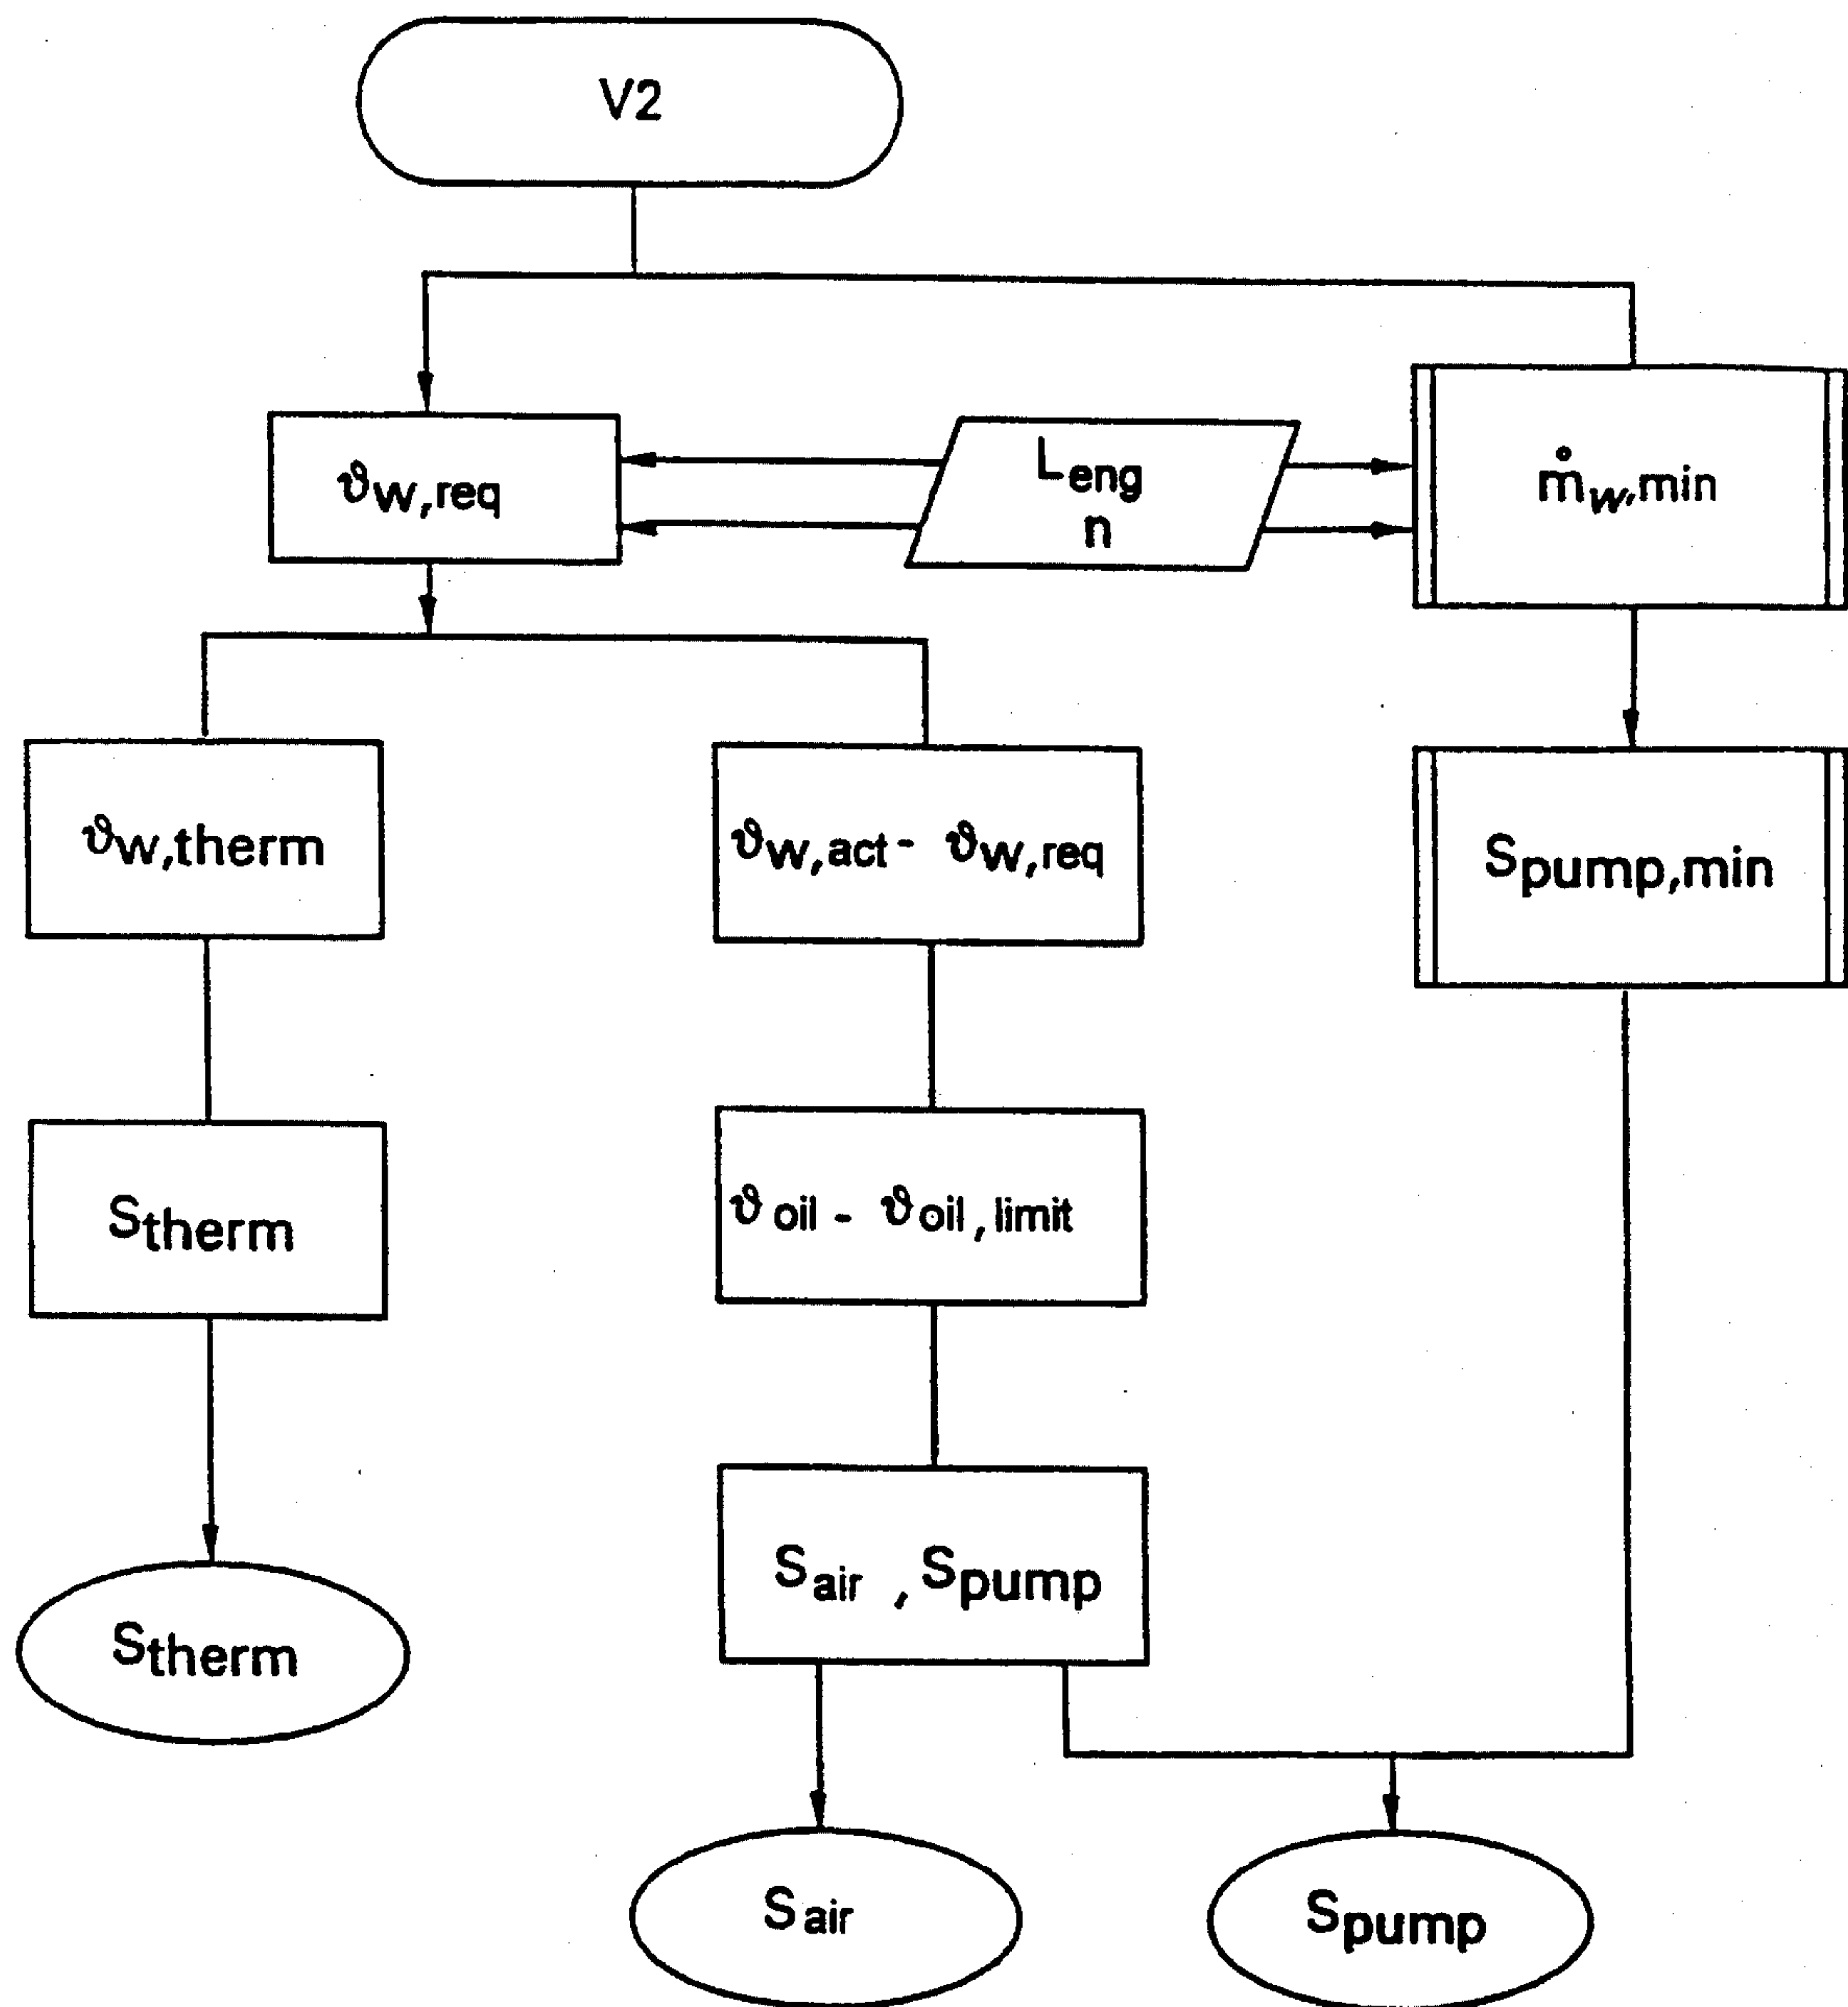 V2
ϑw,req
Leng
n
ṁw,min
ϑw,therm
ϑw,act - ϑw,req
Spump,min
Stherm
ϑoil - ϑoil,limit
Sair , Spump
Stherm
Sair
Spump